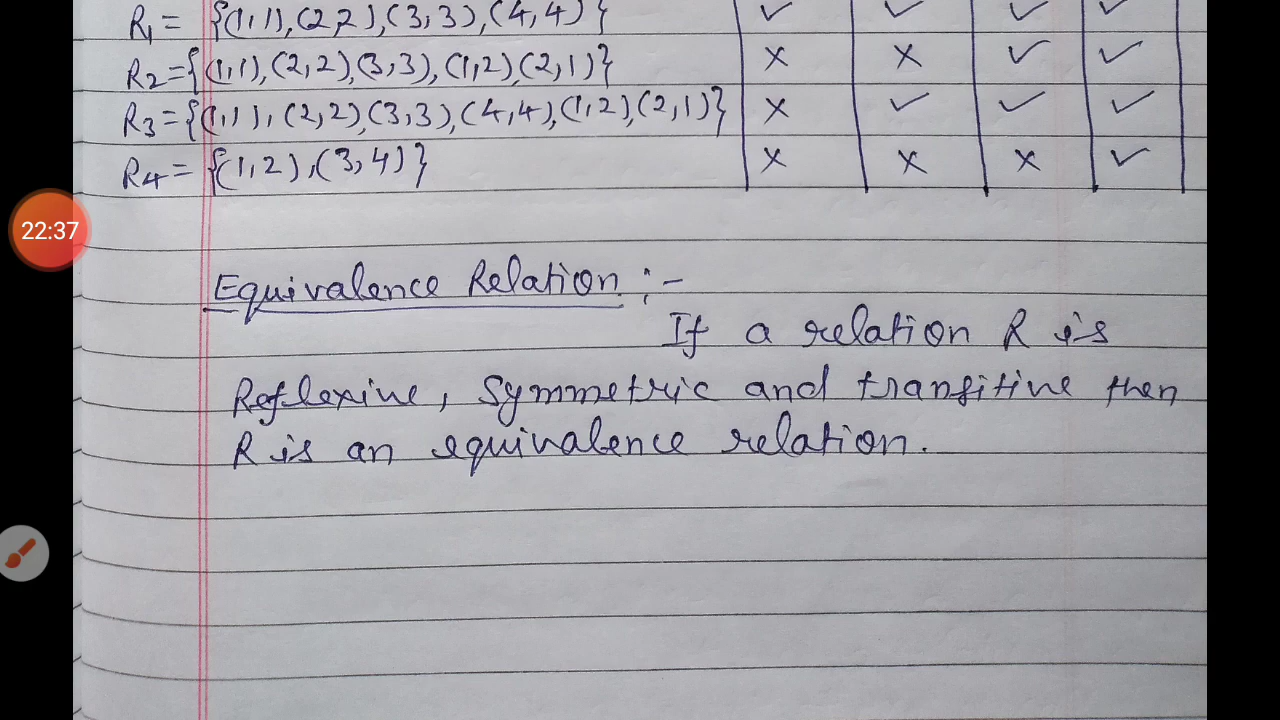 R1 = {(1,1),(2,2),(3,3),(4,4)} ✓ ✓ ✓ ✓
R2={(1,1),(2,2),(3,3),(1,2)(2,1)} × × ✓ ✓
R3={(1,1),(2,2),(3,3),(4,4),(1,2),(2,1)} × ✓ ✓ ✓
R4= {(1,2),(3,4)} × × × ✓
22:37
Equivalence Relation :-
If a relation R is
Reflexive, Symmetric and transitive then
R is an equivalence relation.